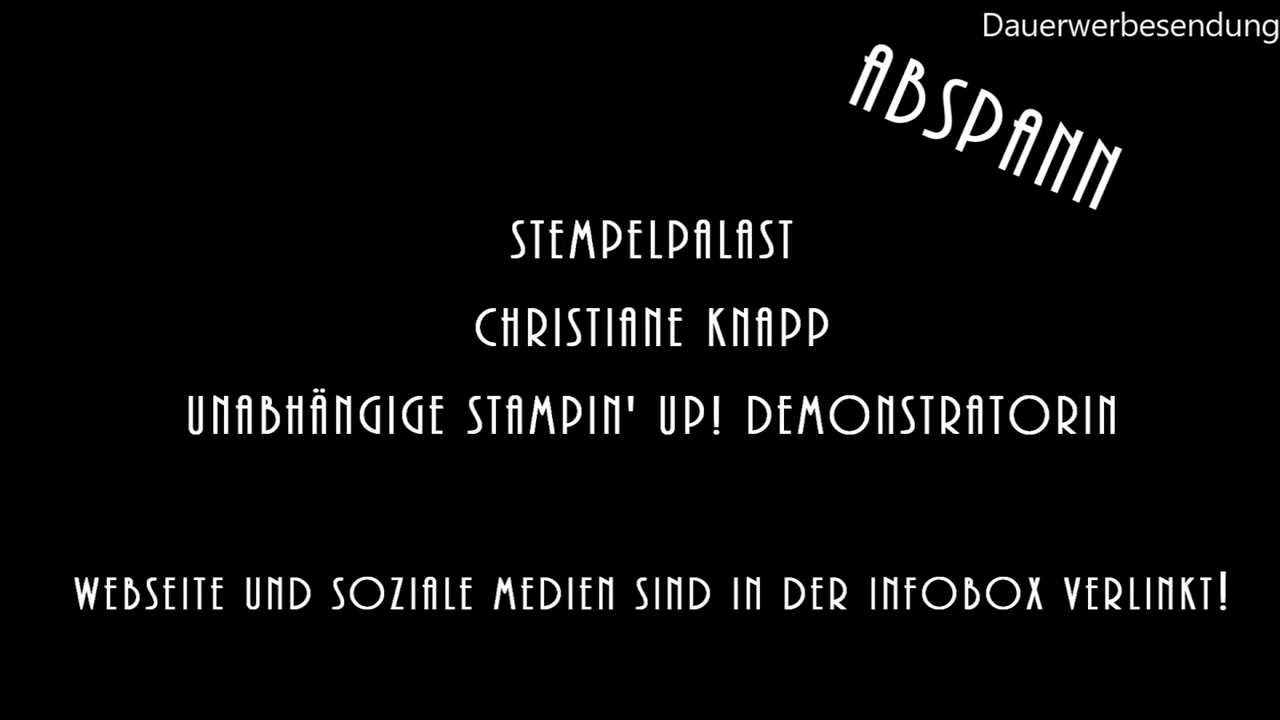 Dauerwerbesendung
ABSPANN
STEMPELPALAST
CHRISTIANE KNAPP
UNABHÄNGIGE STAMPIN' UP! DEMONSTRATORIN
WEBSEITE UND SOZIALE MEDIEN SIND IN DER INFOBOX VERLINKT!